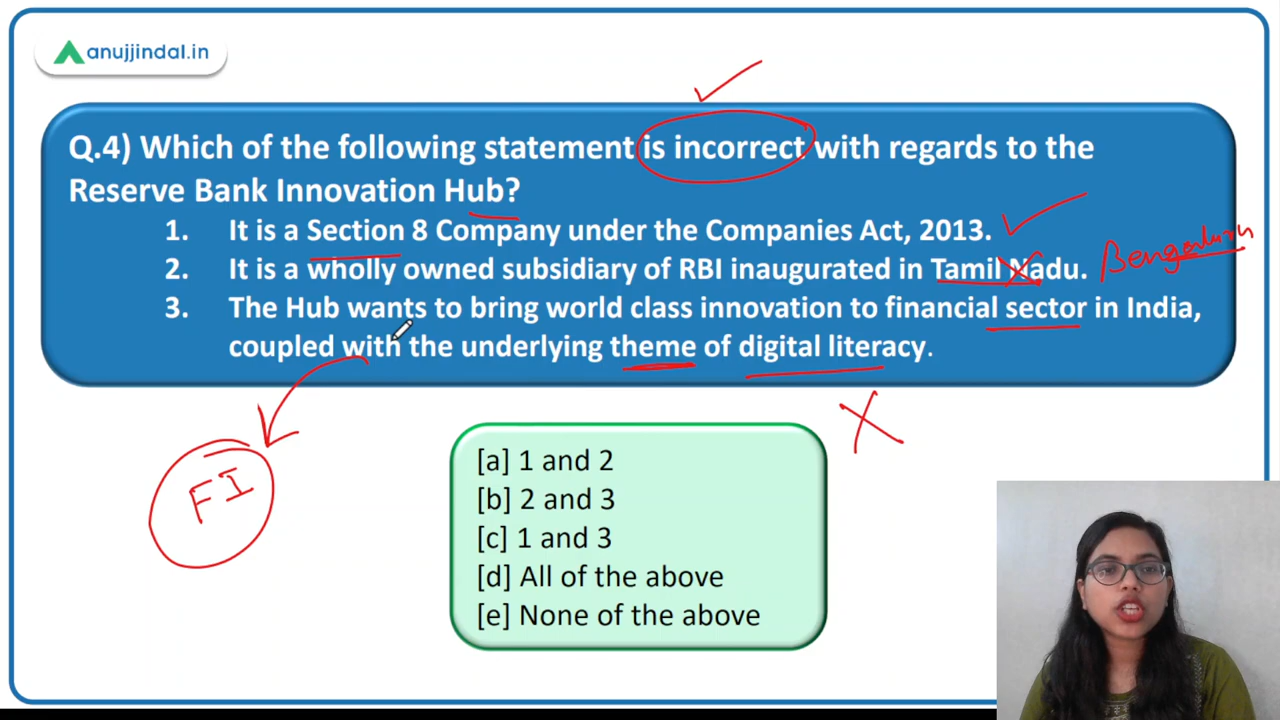 anujjindal.in
Q.4) Which of the following statement is incorrect with regards to the
Reserve Bank Innovation Hub?
1. It is a Section 8 Company under the Companies Act, 2013.
2. It is a wholly owned subsidiary of RBI inaugurated in Tamil Nadu.
Bengaluru
3. The Hub wants to bring world class innovation to financial sector in India,
coupled with the underlying theme of digital literacy.
FI
[a] 1 and 2
[b] 2 and 3
[c] 1 and 3
[d] All of the above
[e] None of the above